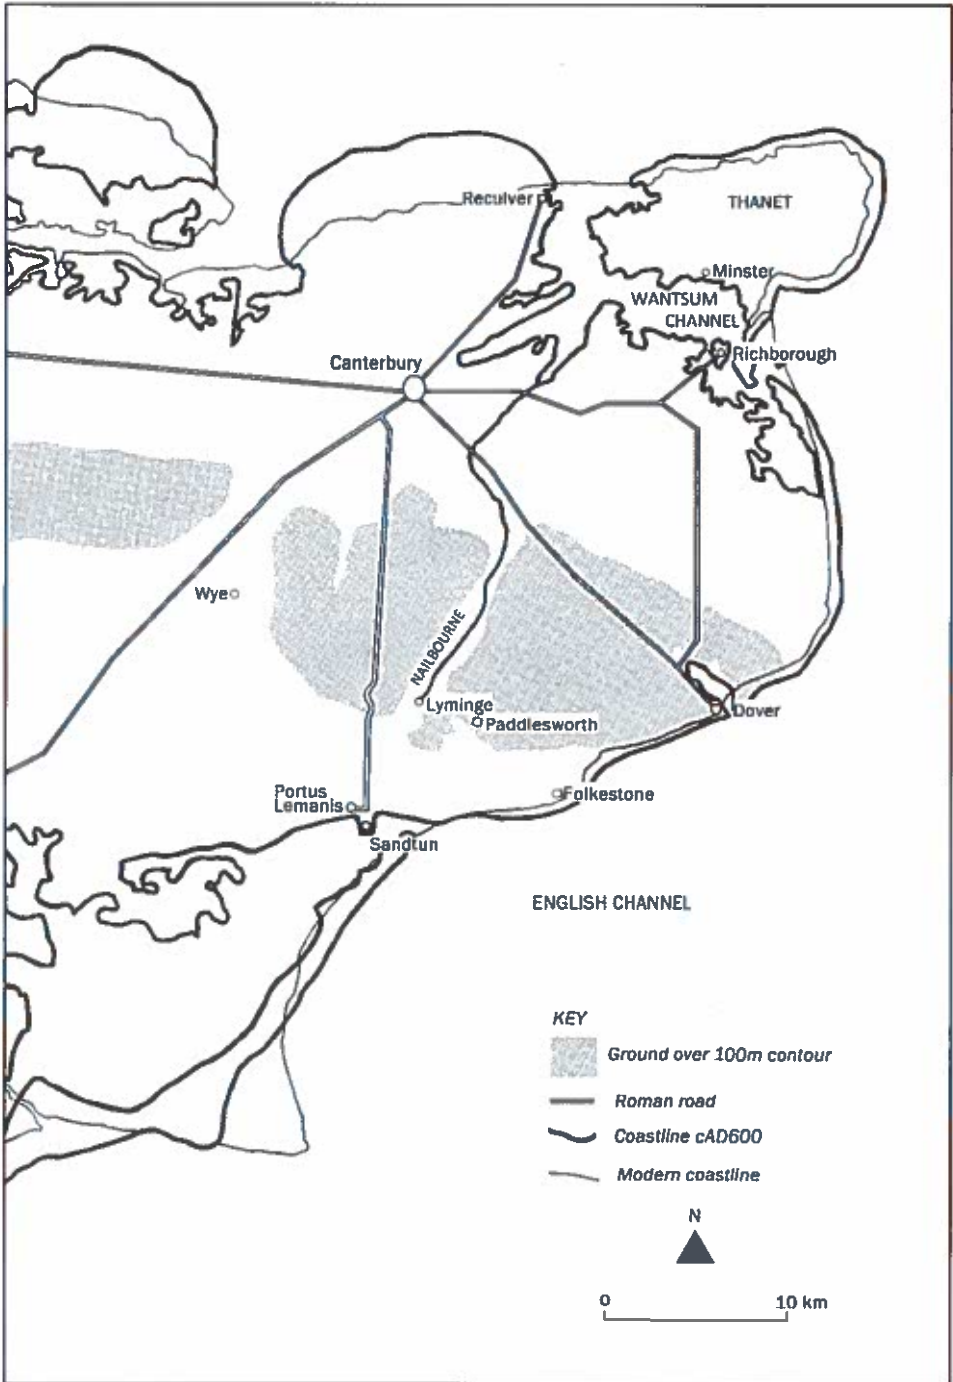 THANET
Reculver
Minster
WANTSUM
CHANNEL
Richborough
Canterbury
Wye
NAILBOURNE
Lyminge
Paddlesworth
Dover
Portus
Lemanis
Folkestone
Sandtun
ENGLISH CHANNEL
KEY
Ground over 100m contour
Roman road
Coastline cAD600
Modern coastline
N
0 10 km